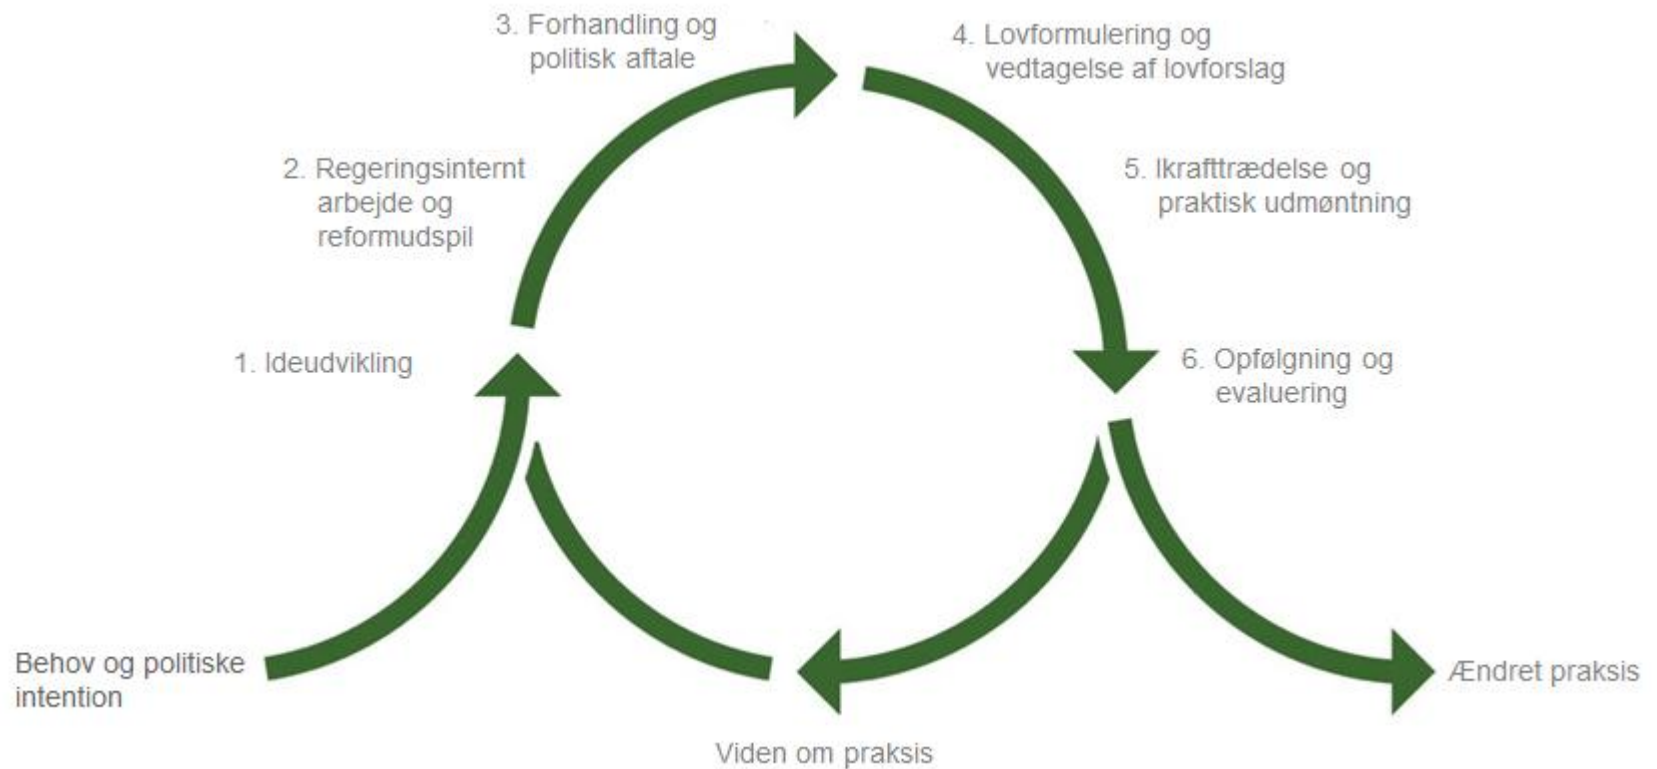 3. Forhandling og
politisk aftale
4. Lovformulering og
vedtagelse af lovforslag
2. Regeringsinternt
arbejde og
reformudspil
5. Ikrafttrædelse og
praktisk udmøntning
1. Ideudvikling
6. Opfølgning og
evaluering
Behov og politiske
intention
Ændret praksis
Viden om praksis